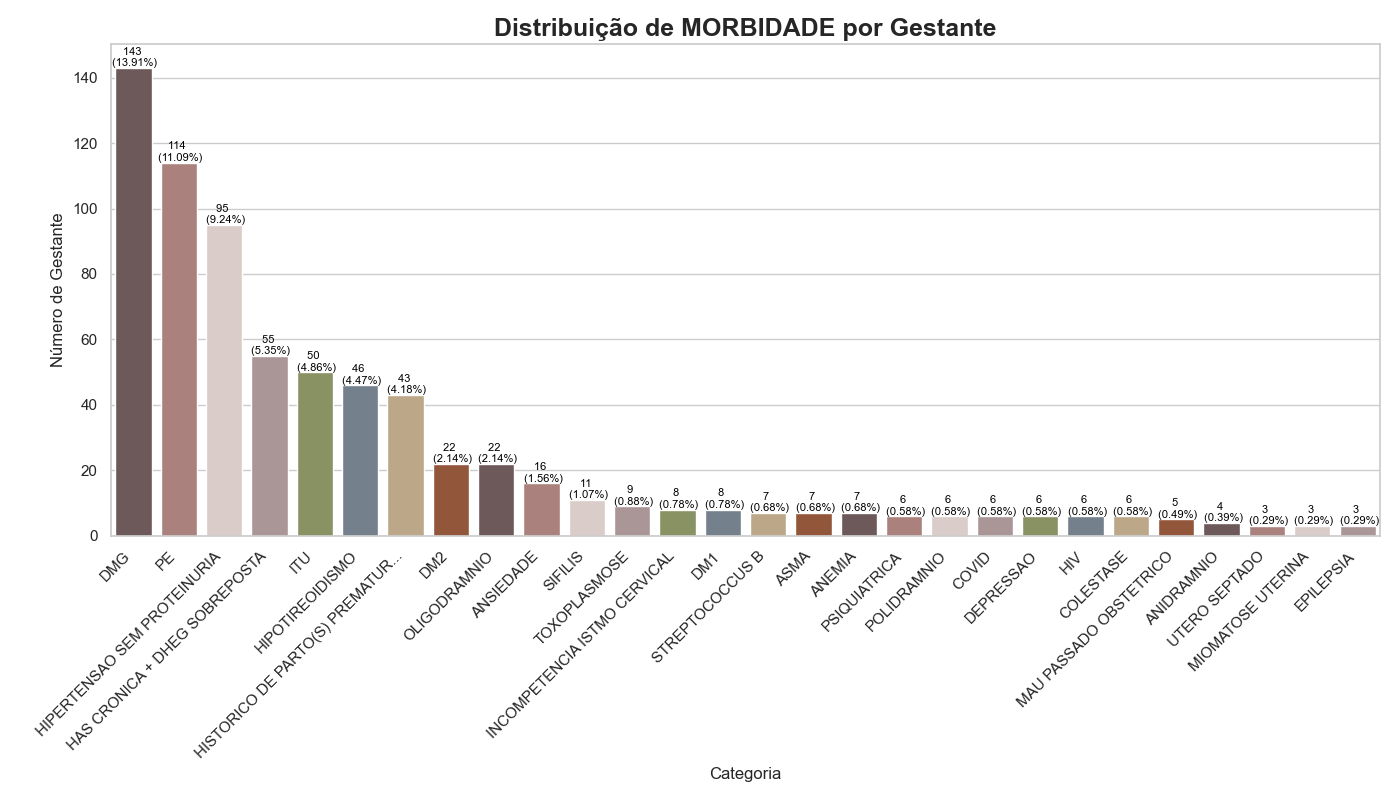 Distribuição de MORBIDADE por Gestante
Número de Gestante
140
120
100
80
60
40
20
0
143
(13.91%)
114
(11.09%)
95
(9.24%)
55
(5.35%)
50
(4.86%)
46
(4.47%)
43
(4.18%)
22
(2.14%)
22
(2.14%)
16
(1.56%)
11
(1.07%)
9
(0.88%)
8
(0.78%)
8
(0.78%)
7
(0.68%)
7
(0.68%)
7
(0.68%)
6
(0.58%)
6
(0.58%)
6
(0.58%)
6
(0.58%)
6
(0.58%)
6
(0.58%)
5
(0.49%)
4
(0.39%)
3
(0.29%)
3
(0.29%)
3
(0.29%)
DMG
PE
HIPERTENSAO SEM PROTEINURIA
HAS CRONICA + DHEG SOBREPOSTA
ITU
HIPOTIREOIDISMO
HISTORICO DE PARTO(S) PREMATUR...
DM2
OLIGODRAMNIO
ANSIEDADE
SIFILIS
TOXOPLASMOSE
INCOMPETENCIA ISTMO CERVICAL
DM1
STREPTOCOCCUS B
ASMA
ANEMIA
PSIQUIATRICA
POLIDRAMNIO
COVID
DEPRESSAO
HIV
COLESTASE
MAU PASSADO OBSTETRICO
ANIDRAMNIO
UTERO SEPTADO
MIOMATOSE UTERINA
EPILEPSIA
Categoria